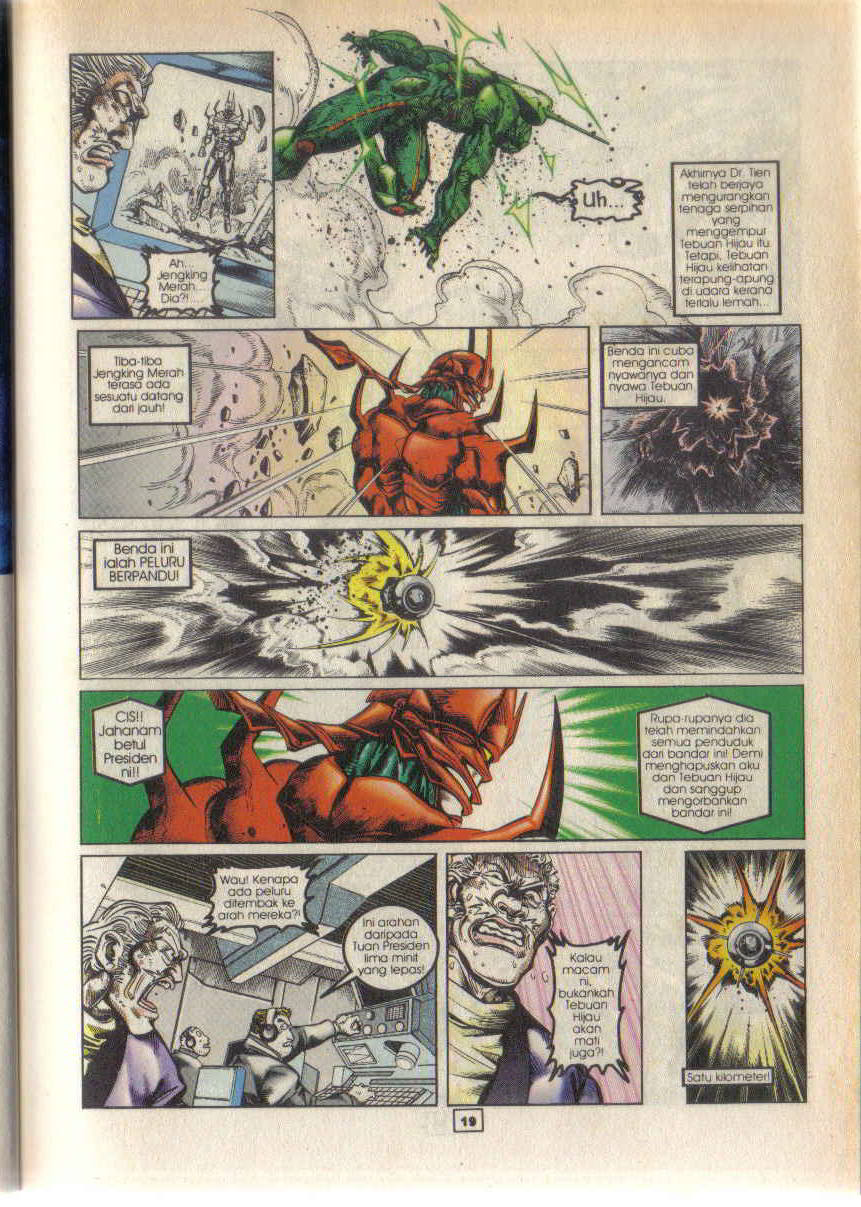 Ah...
Jengking
Merah...
Dia?!
Uh...
Akhirnya Dr. Tien
telah berjaya
mengurangkan
tenaga serpihan
yang
menggempur
Tebuan Hijau itu.
Tetapi, Tebuan
Hijau kelihatan
terapung-apung
di udara kerana
terlalu lemah...
Tiba-tiba
Jengking Merah
terasa ada
sesuatu datang
dari jauh!
Benda ini cuba
mengancam
nyawanya dan
nyawa Tebuan
Hijau.
Benda ini
ialah PELURU
BERPANDU!
CIS!!
Jahanam
betul
Presiden
ni!!
Rupa-rupanya dia
telah memindahkan
semua penduduk
dari bandar ini! Demi
menghapuskan aku
dan Tebuan Hijau
dan sanggup
mengorbankan
bandar ini!
Wau! Kenapa
ada peluru
ditembak ke
arah mereka?!
Ini arahan
daripada
Tuan Presiden
lima minit
yang lepas!
Kalau
macam
ni,
bukankah
Tebuan
Hijau
akan
mati
juga?!
Satu kilometer!
19